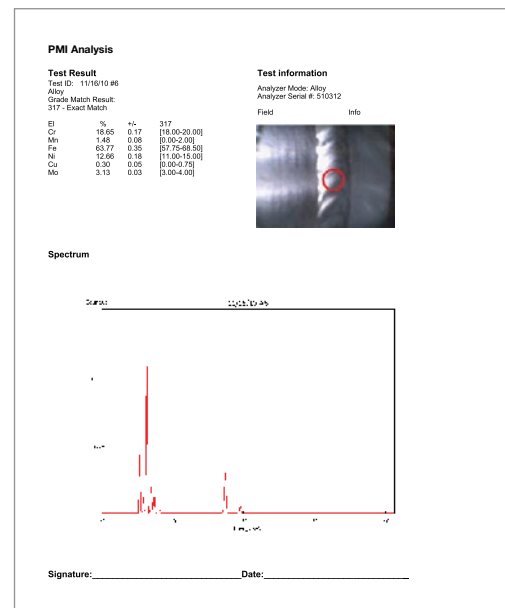 PMI Analysis
Test Result
Test ID: 11/16/10 #6
Alloy
Grade Match Result:
317 - Exact Match
El % +/- 317
Cr 18.65 0.17 [18.00-20.00]
Mn 1.48 0.08 [0.00-2.00]
Fe 63.77 0.35 [57.75-68.50]
Ni 12.66 0.18 [11.00-15.00]
Cu 0.30 0.05 [0.00-0.75]
Mo 3.13 0.03 [3.00-4.00]
Test information
Analyzer Mode: Alloy
Analyzer Serial #: 510312
Field Info
Spectrum
Signature:______________________________Date:______________________________